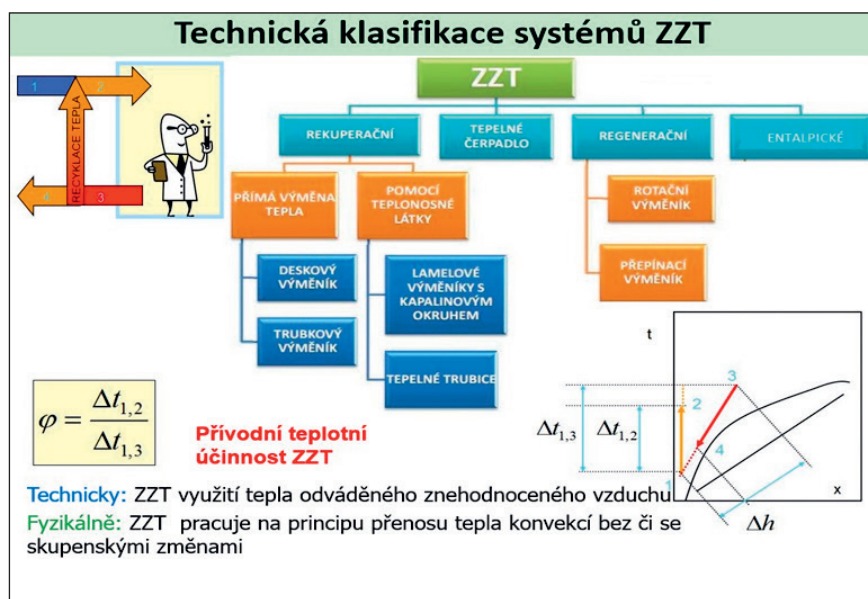 Technická klasifikace systémů ZZT
1
2
RECYKLACE TEPLA
4
3
ZZT
REKUPERAČNÍ
TEPELNÉ
ČERPADLO
REGENERAČNÍ
ENTALPICKÉ
PŘÍMÁ VÝMĚNA
TEPLA
POMOCÍ
TEPLONOSNÉ
LÁTKY
ROTAČNÍ
VÝMĚNÍK
DESKOVÝ
VÝMĚNÍK
LAMELOVÉ
VÝMĚNÍKY S
KAPALINOVÝM
OKRUHEM
PŘEPÍNACÍ
VÝMĚNÍK
TRUBKOVÝ
VÝMĚNÍK
TEPELNÉ TRUBICE
φ = Δt1,2 / Δt1,3
Přívodní teplotní
účinnost ZZT
t
3
2
Δt1,3
Δt1,2
4
1
x
Δh
Technicky: ZZT využití tepla odváděného znehodnoceného vzduchu
Fyzikálně: ZZT pracuje na principu přenosu tepla konvekcí bez či se
skupenskými změnami